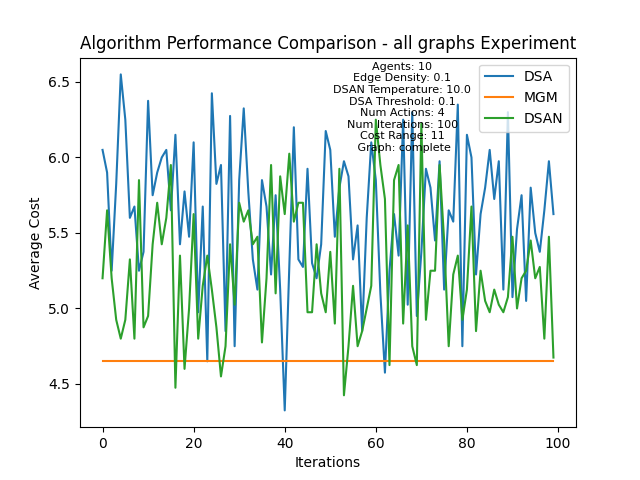 Algorithm Performance Comparison - all graphs Experiment
Agents: 10
Edge Density: 0.1
DSAN Temperature: 10.0
DSA Threshold: 0.1
Num Actions: 4
Num Iterations: 100
Cost Range: 11
Graph: complete
DSA
MGM
DSAN
Average Cost
6.5
6.0
5.5
5.0
4.5
0 20 40 60 80 100
Iterations